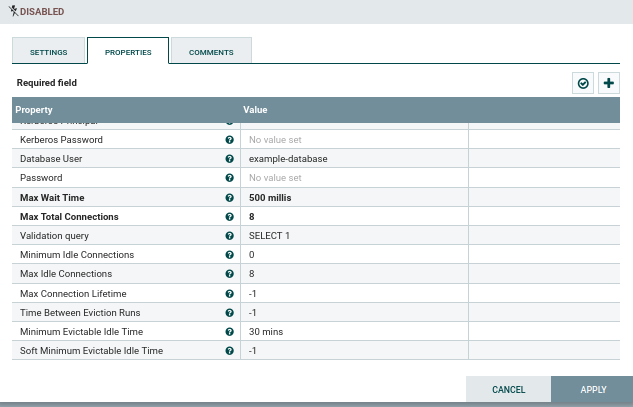 DISABLED
SETTINGS PROPERTIES COMMENTS
Required field
Property Value
Kerberos Principal
Kerberos Password No value set
Database User example-database
Password No value set
Max Wait Time 500 millis
Max Total Connections 8
Validation query SELECT 1
Minimum Idle Connections 0
Max Idle Connections 8
Max Connection Lifetime -1
Time Between Eviction Runs -1
Minimum Evictable Idle Time 30 mins
Soft Minimum Evictable Idle Time -1
CANCEL APPLY